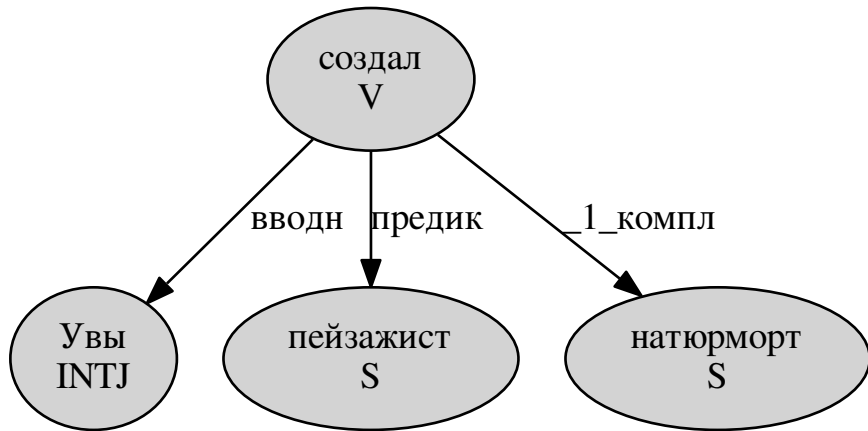 создал
V
вводн
предик
_1_компл
Увы
INTJ
пейзажист
S
натюрморт
S